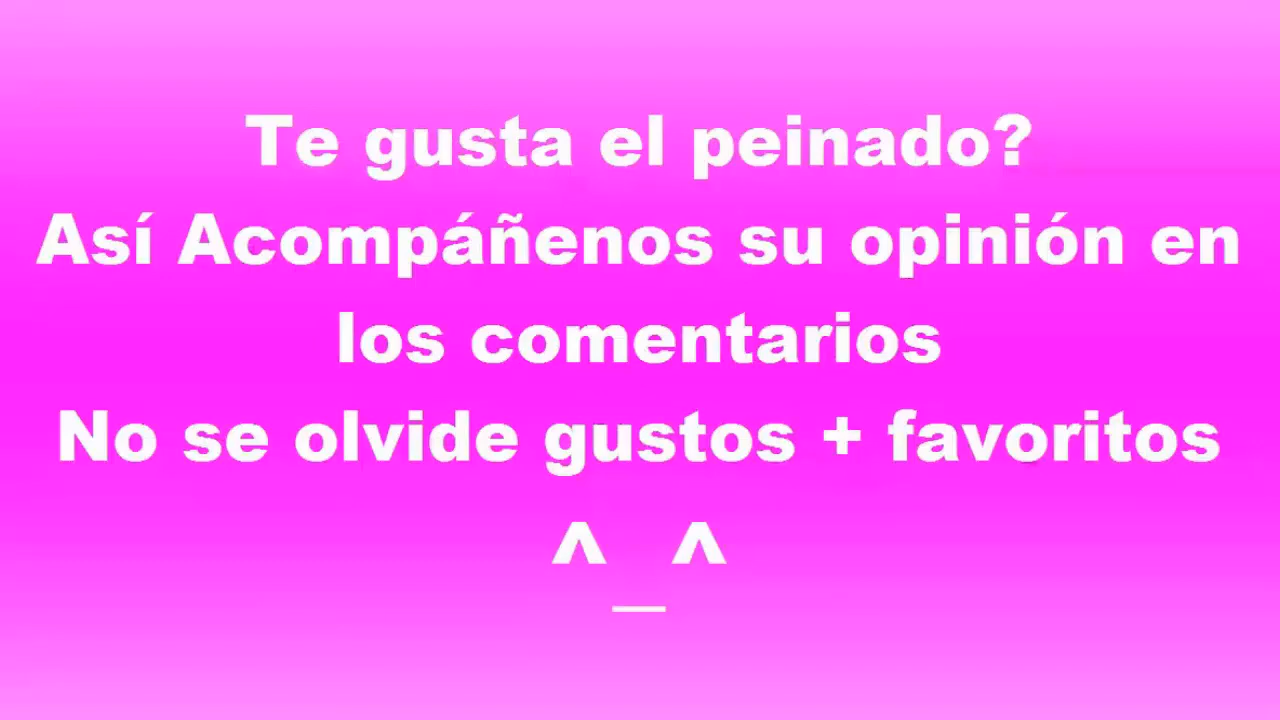 Te gusta el peinado?
Así Acompáñenos su opinión en
los comentarios
No se olvide gustos + favoritos
^_^